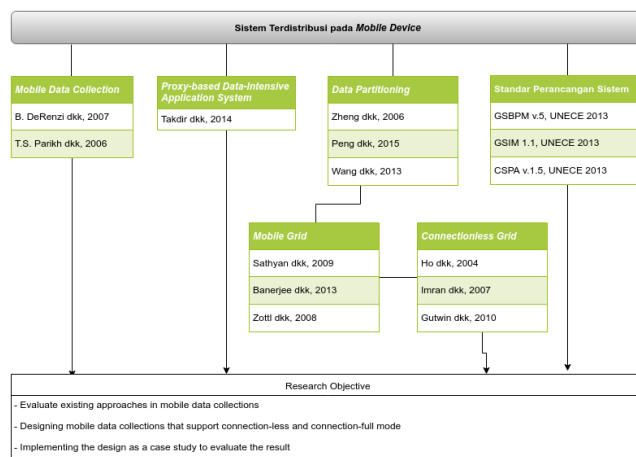 Sistem Terdistribusi pada Mobile Device
Mobile Data Collection
B. DeRenzi dkk, 2007
T.S. Parikh dkk, 2006
Proxy-based Data-Intensive
Application System
Takdir dkk, 2014
Data Partitioning
Zheng dkk, 2006
Peng dkk, 2015
Wang dkk, 2013
Standar Perancangan Sistem
GSBPM v.5, UNECE 2013
GSIM 1.1, UNECE 2013
CSPA v.1.5, UNECE 2013
Mobile Grid
Sathyan dkk, 2009
Banerjee dkk, 2013
Zottl dkk, 2008
Connectionless Grid
Ho dkk, 2004
Imran dkk, 2007
Gutwin dkk, 2010
Research Objective
- Evaluate existing approaches in mobile data collections
- Designing mobile data collections that support connection-less and connection-full mode
- Implementing the design as a case study to evaluate the result